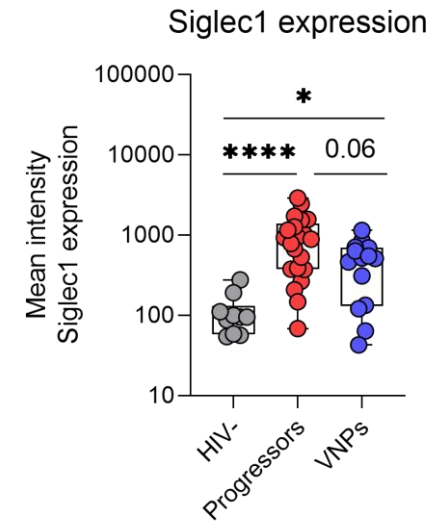 Siglec1 expression
Mean intensity
Siglec1 expression
100000
10000
1000
100
10
*
**** 0.06
HIV-
Progressors
VNPs